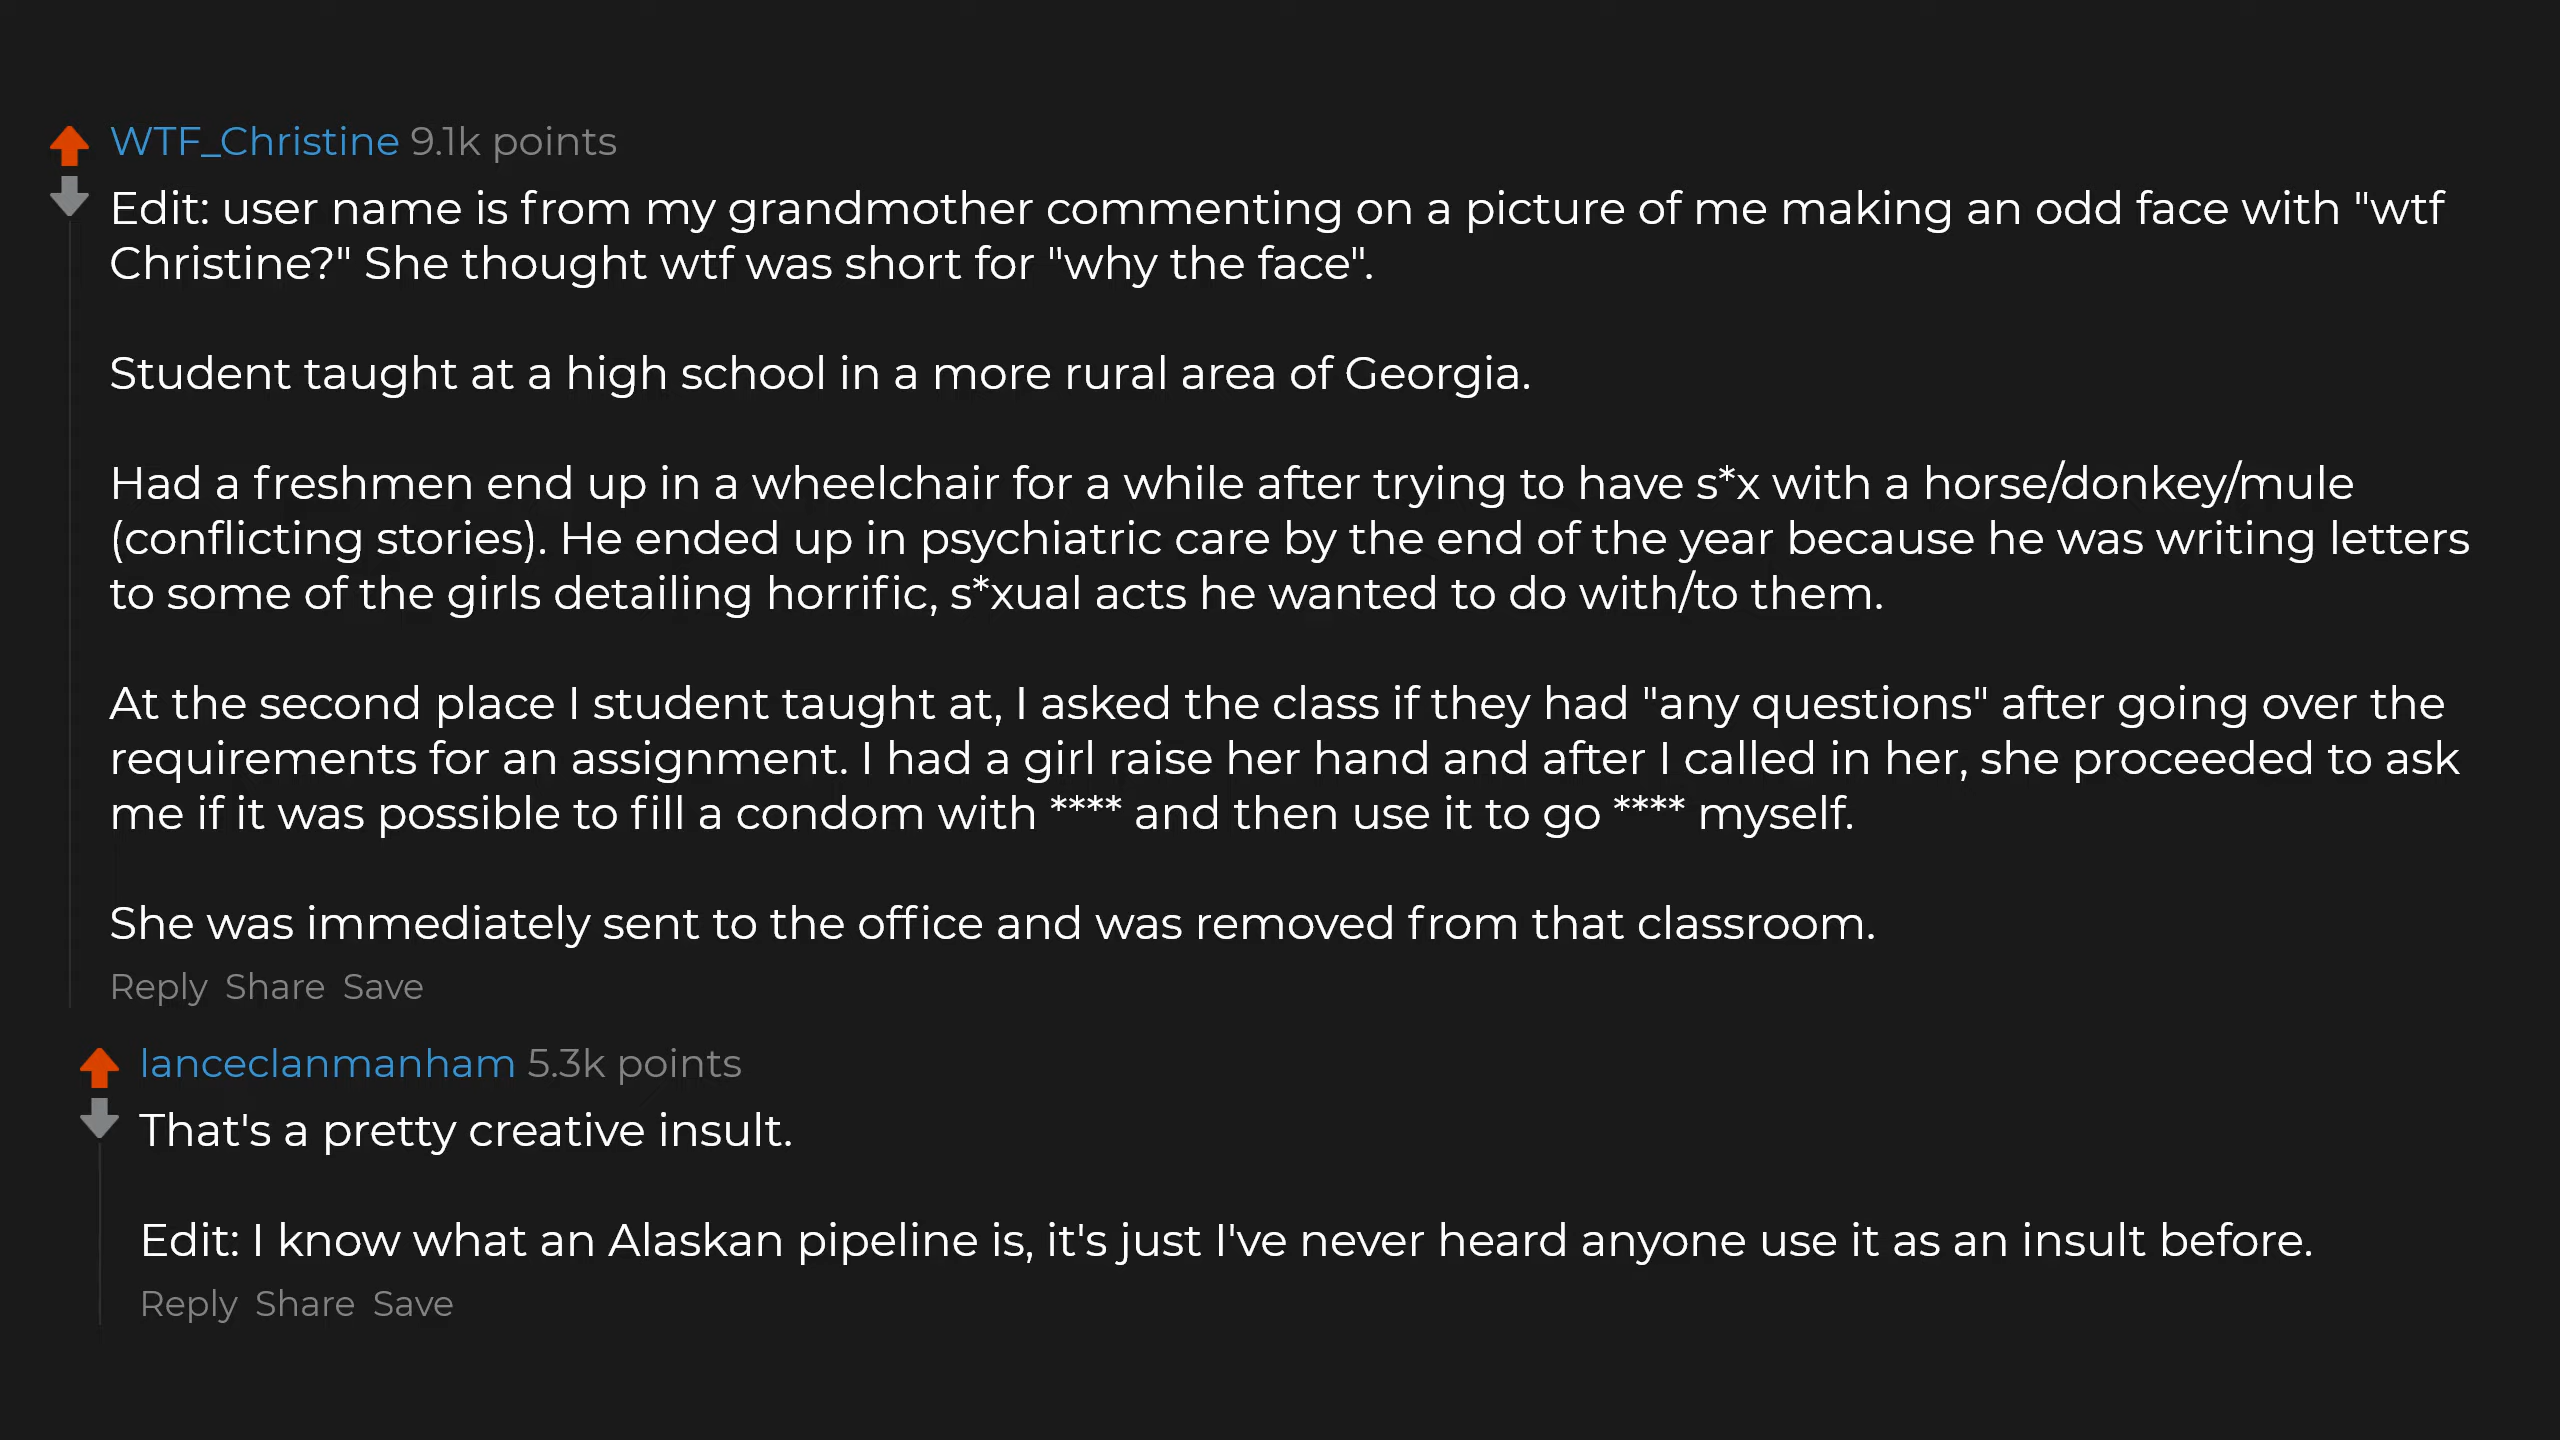 WTF_Christine 9.1k points
Edit: user name is from my grandmother commenting on a picture of me making an odd face with "wtf
Christine?" She thought wtf was short for "why the face".
Student taught at a high school in a more rural area of Georgia.
Had a freshmen end up in a wheelchair for a while after trying to have s*x with a horse/donkey/mule
(conflicting stories). He ended up in psychiatric care by the end of the year because he was writing letters
to some of the girls detailing horrific, s*xual acts he wanted to do with/to them.
At the second place I student taught at, I asked the class if they had "any questions" after going over the
requirements for an assignment. I had a girl raise her hand and after I called in her, she proceeded to ask
me if it was possible to fill a condom with **** and then use it to go **** myself.
She was immediately sent to the office and was removed from that classroom.
Reply Share Save
lanceclanmanham 5.3k points
That's a pretty creative insult.
Edit: I know what an Alaskan pipeline is, it's just I've never heard anyone use it as an insult before.
Reply Share Save